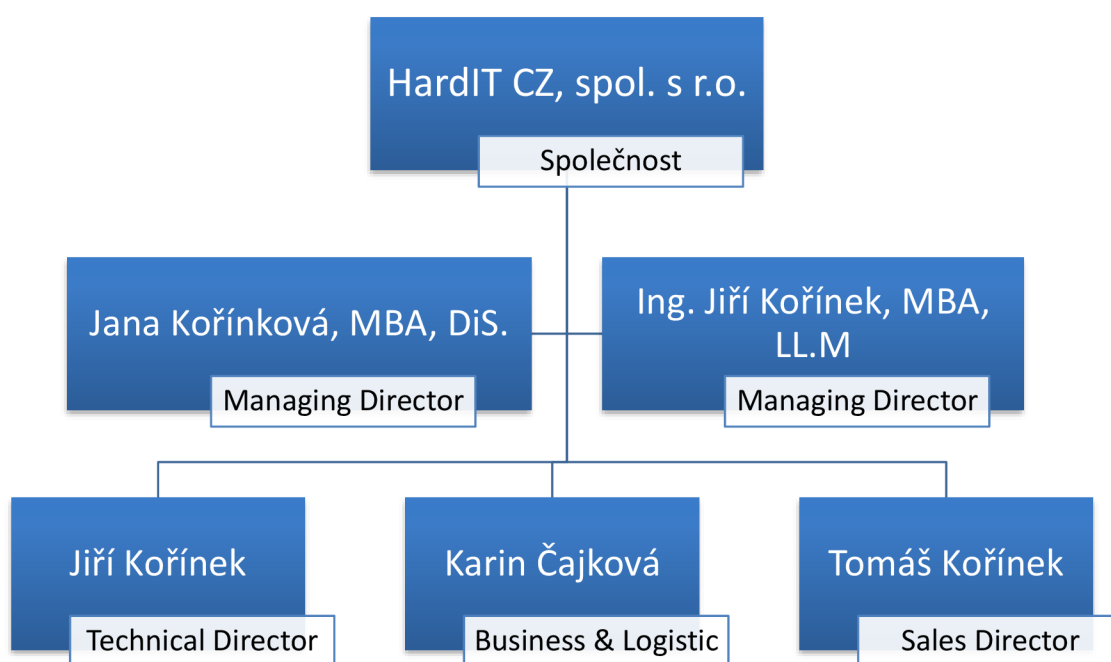 HardIT CZ, spol. s r.o.
Společnost
Jana Kořínková, MBA, DiS.
Managing Director
Ing. Jiří Kořínek, MBA,
LL.M
Managing Director
Jiří Kořínek
Technical Director
Karin Čajková
Business & Logistic
Tomáš Kořínek
Sales Director